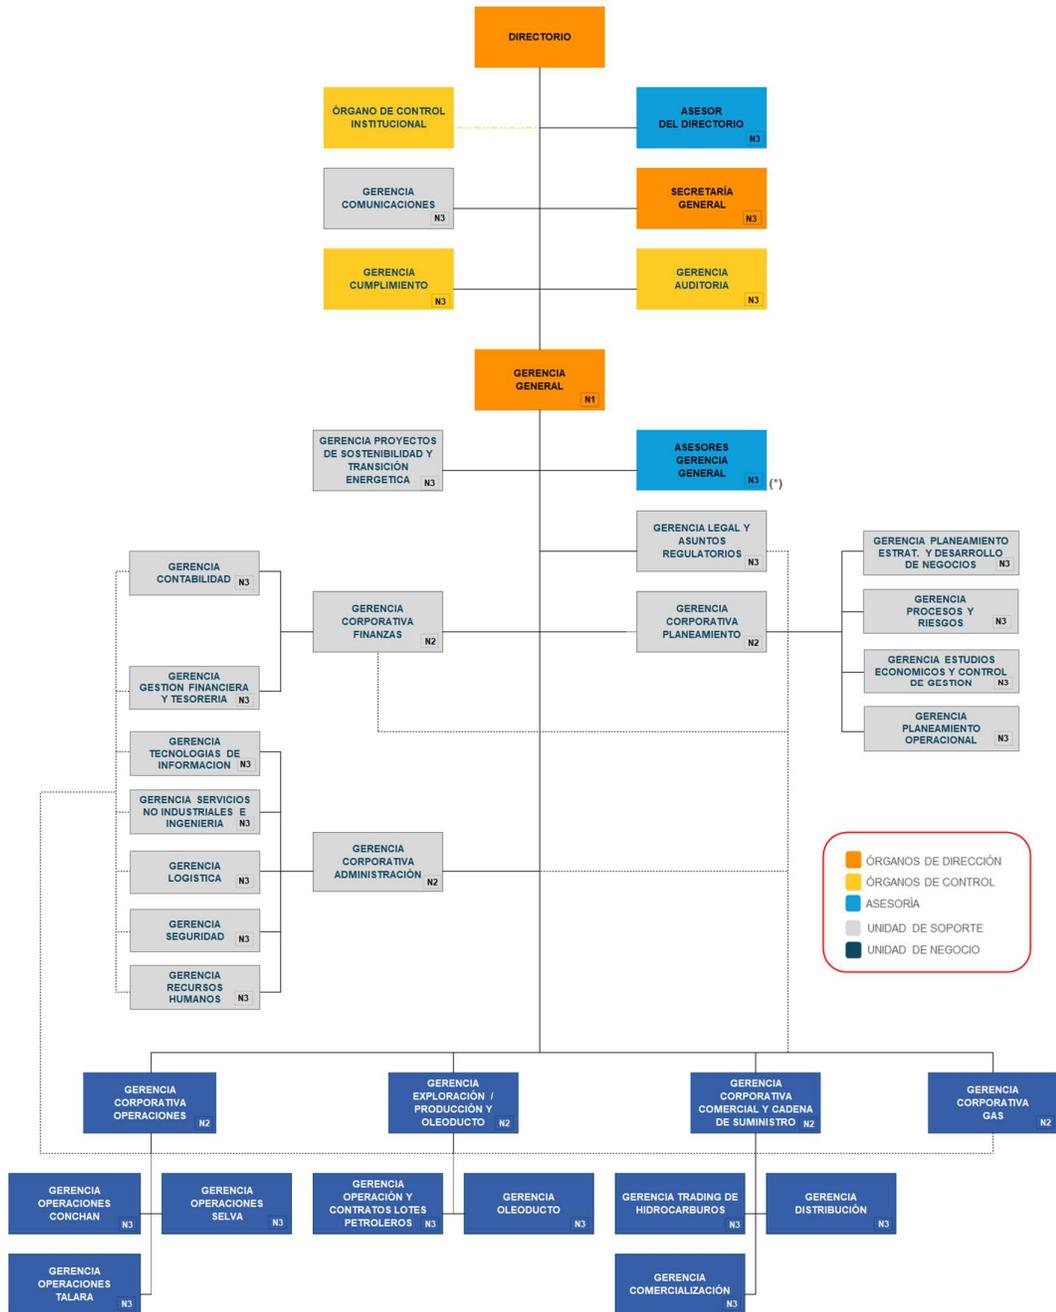 DIRECTORIO
ÓRGANO DE CONTROL
INSTITUCIONAL
ASESOR
DEL DIRECTORIO
N3
GERENCIA
COMUNICACIONES
N3
SECRETARÍA
GENERAL
N3
GERENCIA
CUMPLIMIENTO
N3
GERENCIA
AUDITORIA
N3
GERENCIA
GENERAL
N1
GERENCIA PROYECTOS
DE SOSTENIBILIDAD Y
TRANSICIÓN
ENERGETICA
N3
ASESORES
GERENCIA
GENERAL
N3
(*)
GERENCIA LEGAL Y
ASUNTOS
REGULATORIOS
N3
GERENCIA
CONTABILIDAD
N3
GERENCIA
CORPORATIVA
FINANZAS
N2
GERENCIA
CORPORATIVA
PLANEAMIENTO
N2
GERENCIA PLANEAMIENTO
ESTRAT. Y DESARROLLO
DE NEGOCIOS
N3
GERENCIA
PROCESOS Y
RIESGOS
N3
GERENCIA ESTUDIOS
ECONOMICOS Y CONTROL
DE GESTION
N3
GERENCIA
PLANEAMIENTO
OPERACIONAL
N3
GERENCIA
GESTION FINANCIERA
Y TESORERIA
N3
GERENCIA
TECNOLOGIAS DE
INFORMACION
N3
GERENCIA SERVICIOS
NO INDUSTRIALES E
INGENIERIA
N3
GERENCIA
LOGISTICA
N3
GERENCIA
CORPORATIVA
ADMINISTRACIÓN
N2
GERENCIA
SEGURIDAD
N3
GERENCIA
RECURSOS
HUMANOS
N3
ÓRGANOS DE DIRECCIÓN
ÓRGANOS DE CONTROL
ASESORÍA
UNIDAD DE SOPORTE
UNIDAD DE NEGOCIO
GERENCIA
CORPORATIVA
OPERACIONES
N2
GERENCIA
EXPLORACIÓN /
PRODUCCIÓN Y
OLEODUCTO
N2
GERENCIA
CORPORATIVA
COMERCIAL Y CADENA
DE SUMINISTRO
N2
GERENCIA
CORPORATIVA
GAS
N2
GERENCIA
OPERACIONES
CONCHAN
N3
GERENCIA
OPERACIONES
SELVA
N3
GERENCIA
OPERACIÓN Y
CONTRATOS LOTES
PETROLEROS
N3
GERENCIA
OLEODUCTO
N3
GERENCIA TRADING DE
HIDROCARBUROS
N3
GERENCIA
DISTRIBUCIÓN
N3
GERENCIA
OPERACIONES
TALARA
N3
GERENCIA
COMERCIALIZACIÓN
N3